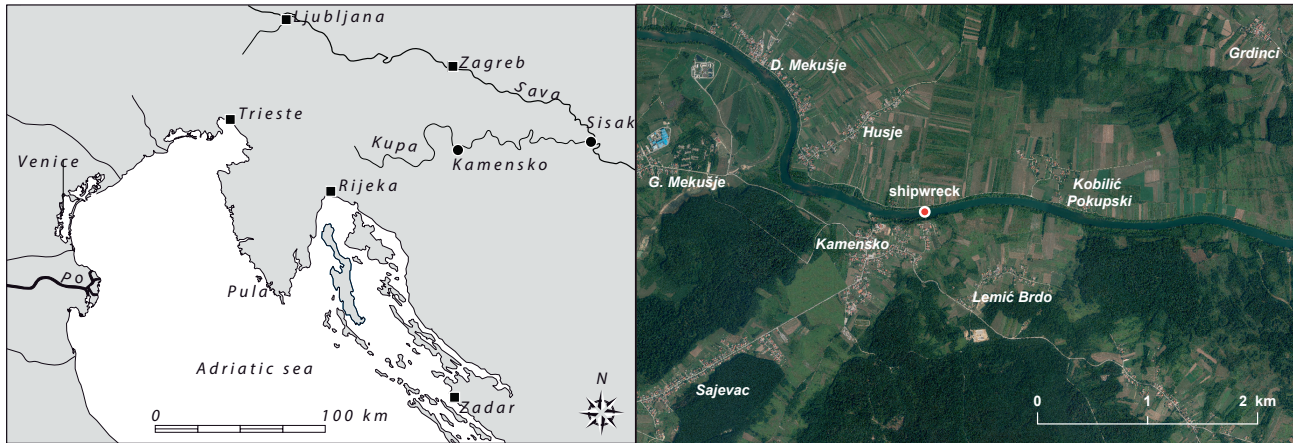 Ljubljana
Zagreb
Sava
Trieste
Sisak
Kupa
Kamensko
Venice
Rijeka
Po
Pula
Adriatic sea
N
0 100 km
Zadar
Grdinci
D. Mekušje
Husje
G. Mekušje
shipwreck
Kobilić
Pokupski
Kamensko
Lemić Brdo
Sajevac
0 1 2 km